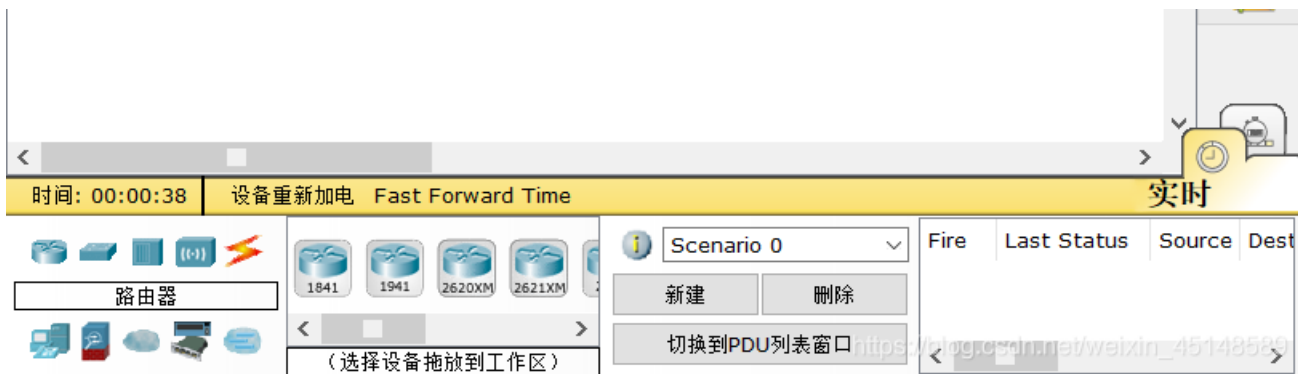 时间: 00:00:38 设备重新加电 Fast Forward Time 实时
路由器
1841 1941 2620XM 2621XM
(选择设备拖放到工作区)
Scenario 0
新建 删除
切换到PDU列表窗口
Fire Last Status Source Dest
https://blog.csdn.net/weixin_45148589